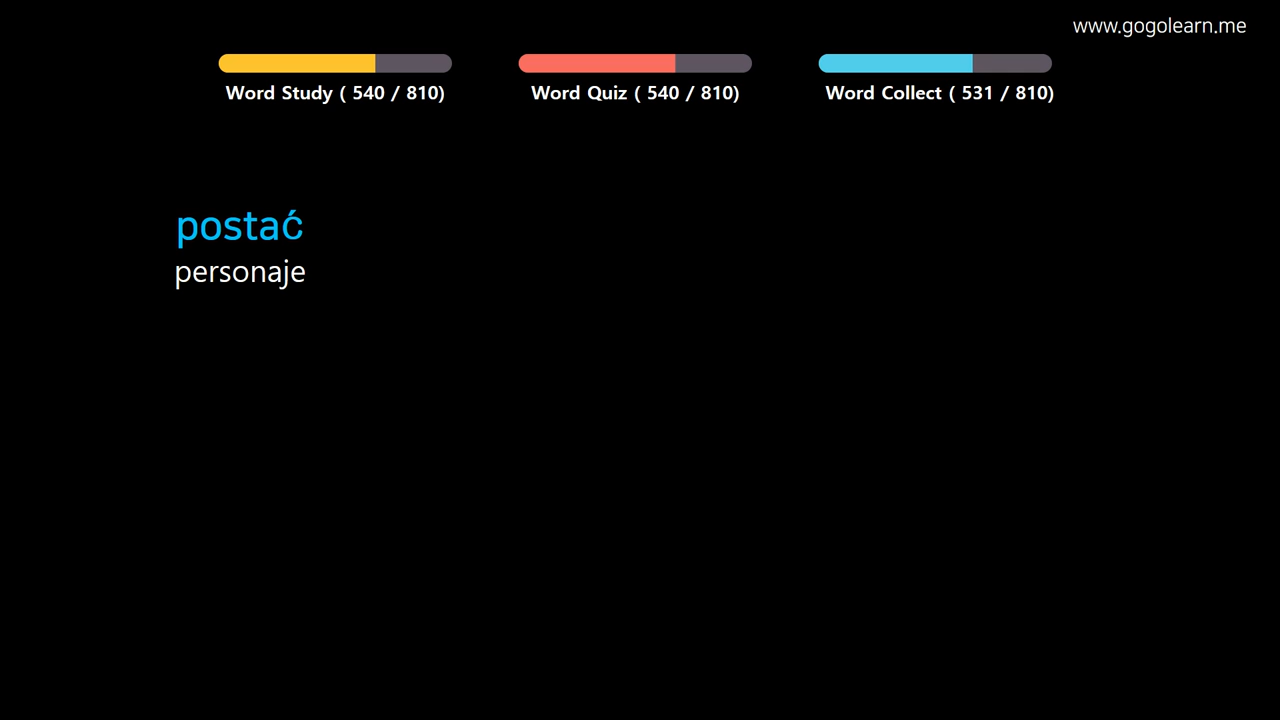 www.gogolearn.me
Word Study ( 540 / 810)
Word Quiz ( 540 / 810)
Word Collect ( 531 / 810)
postać
personaje